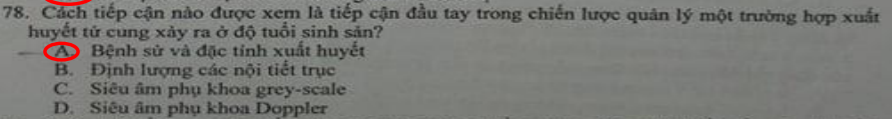 78. Cách tiếp cận nào được xem là tiếp cận đầu tay trong chiến lược quản lý một trường hợp xuất
huyết tử cung xảy ra ở độ tuổi sinh sản?
A. Bệnh sử và đặc tính xuất huyết
B. Định lượng các nội tiết trục
C. Siêu âm phụ khoa grey-scale
D. Siêu âm phụ khoa Doppler